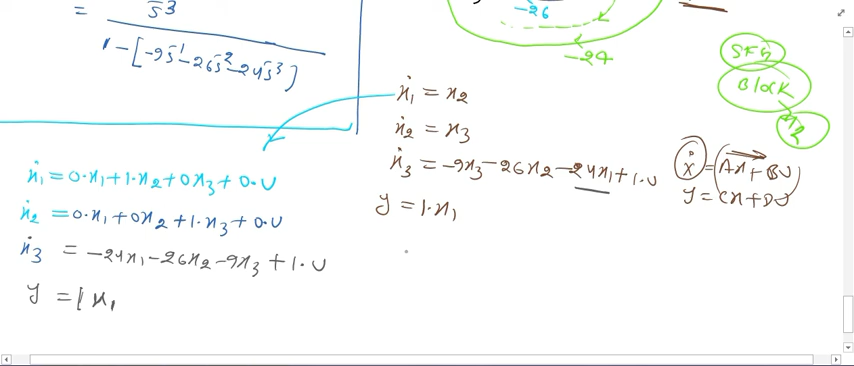 = s̄³
1-[-9s̄¹-26s̄²-24s̄³]
-26
-24
SFG
Block
ẋ₁ = x₂
ẋ₂ = x₃
ẋ₃ = -9x₃-26x₂-24x₁+1.U
y = 1.x₁
Ẋ = AX+BU
Y = CX+DU
ẋ₁ = 0.x₁+1.x₂+0x₃+0.U
ẋ₂ = 0.x₁+0x₂+1.x₃+0.U
ẋ₃ = -24x₁-26x₂-9x₃+1.U
y = 1 x₁